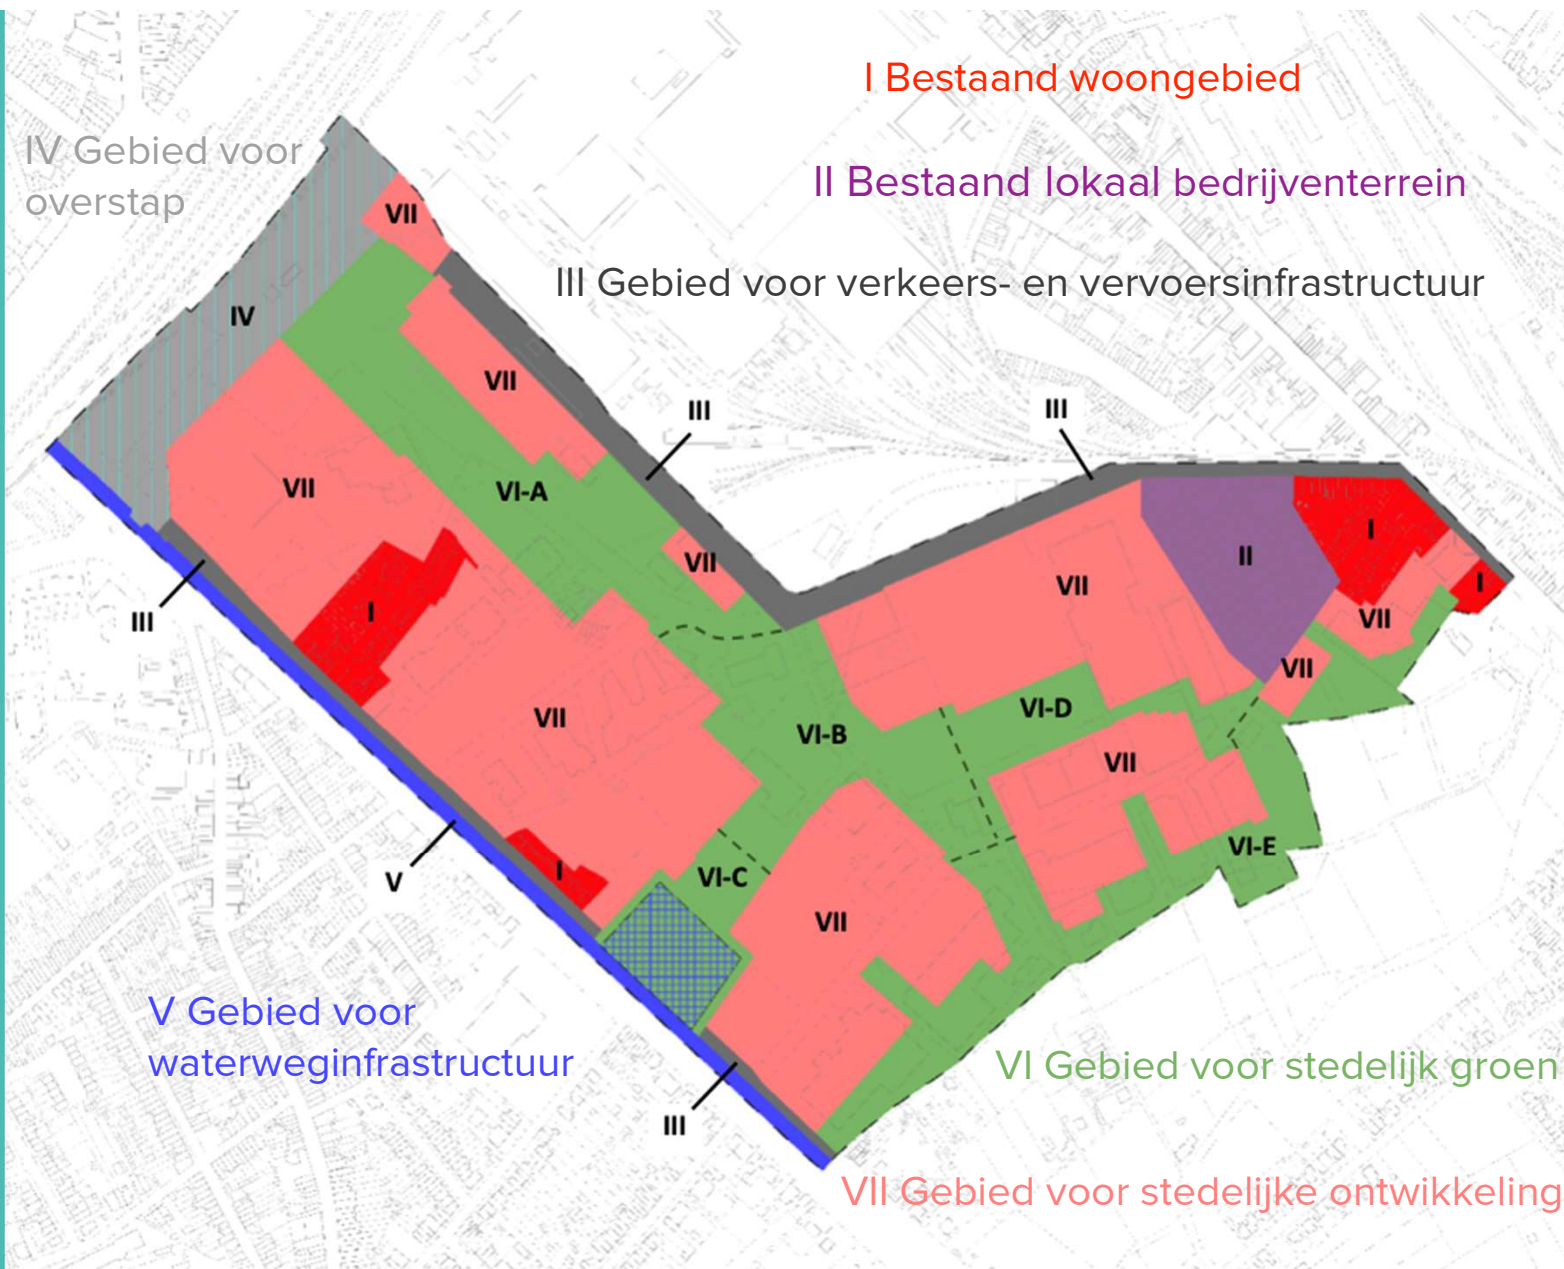 I Bestaand woongebied
IV Gebied voor
overstap
II Bestaand lokaal bedrijventerrein
VII
III Gebied voor verkeers- en vervoersinfrastructuur
IV
VII
III
III
VII
VI-A
I
II
VII
VII
I
I
III
VII
VII
VII
VI-D
VII
VI-B
VII
VI-E
I
VI-C
V
VII
V Gebied voor
waterweginfrastructuur
VI Gebied voor stedelijk groen
III
VII Gebied voor stedelijke ontwikkeling